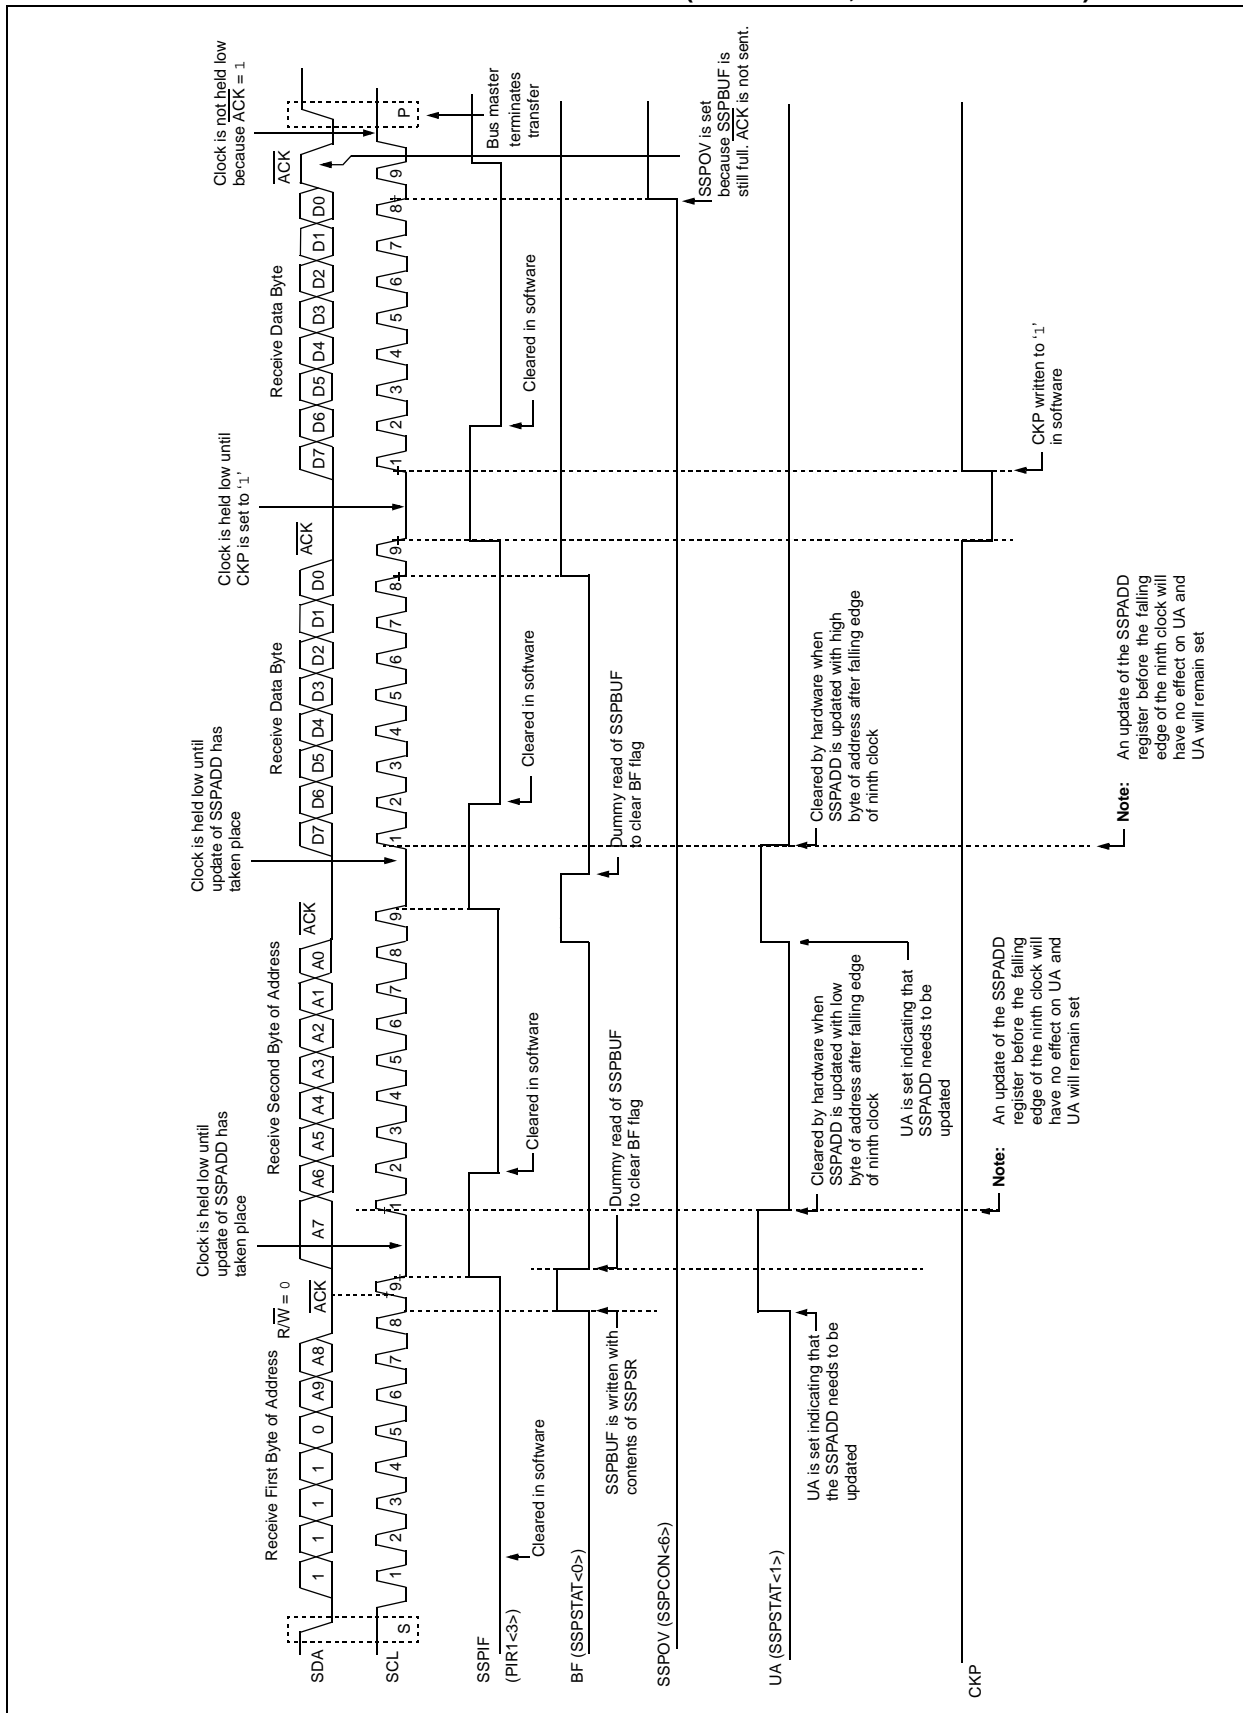 Clock is not held low
because ACK = 1
Clock is held low until
CKP is set to ‘1’
Clock is held low until
update of SSPADD has
taken place
Clock is held low until
update of SSPADD has
taken place
Receive First Byte of Address
R/W = 0
ACK
Receive Second Byte of Address
ACK
Receive Data Byte
ACK
Receive Data Byte
ACK
SDA
1 1 1 1 0 A9 A8
A7 A6 A5 A4 A3 A2 A1 A0
D7 D6 D5 D4 D3 D2 D1 D0
D7 D6 D5 D4 D3 D2 D1 D0
SCL
S
1 2 3 4 5 6 7 8 9
1 2 3 4 5 6 7 8 9
1 2 3 4 5 6 7 8 9
1 2 3 4 5 6 7 8 9
P
Bus master
terminates
transfer
SSPIF
(PIR1<3>)
Cleared in software
Cleared in software
Cleared in software
Cleared in software
BF (SSPSTAT<0>)
SSPBUF is written with
contents of SSPSR
Dummy read of SSPBUF
to clear BF flag
Dummy read of SSPBUF
to clear BF flag
SSPOV (SSPCON<6>)
SSPOV is set
because SSPBUF is
still full. ACK is not sent.
UA (SSPSTAT<1>)
UA is set indicating that
the SSPADD needs to be
updated
Cleared by hardware when
SSPADD is updated with low
byte of address after falling edge
of ninth clock
UA is set indicating that
SSPADD needs to be
updated
Cleared by hardware when
SSPADD is updated with high
byte of address after falling edge
of ninth clock
CKP
CKP written to ‘1’
in software
Note: An update of the SSPADD
register before the falling
edge of the ninth clock will
have no effect on UA and
UA will remain set
Note: An update of the SSPADD
register before the falling
edge of the ninth clock will
have no effect on UA and
UA will remain set